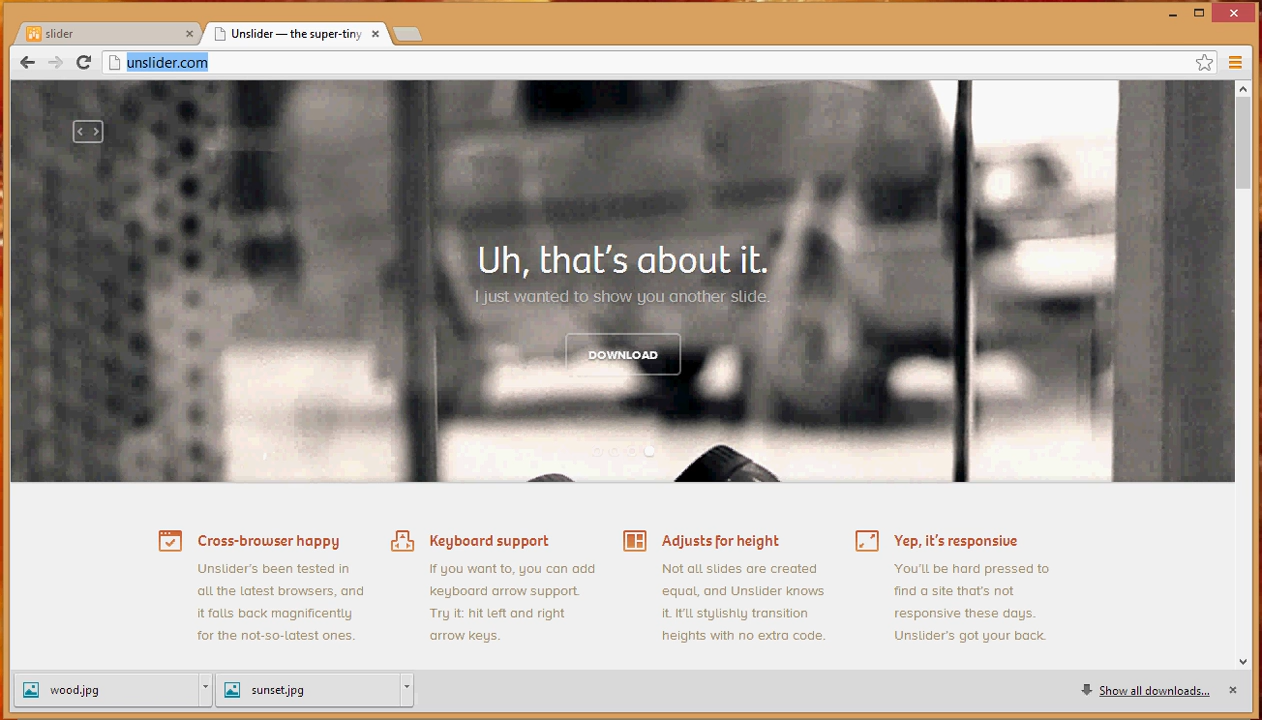 slider
Unslider — the super-tiny
unslider.com
Uh, that's about it.
I just wanted to show you another slide.
DOWNLOAD
Cross-browser happy
Unslider's been tested in
all the latest browsers, and
it falls back magnificently
for the not-so-latest ones.
Keyboard support
If you want to, you can add
keyboard arrow support.
Try it: hit left and right
arrow keys.
Adjusts for height
Not all slides are created
equal, and Unslider knows
it. It'll stylishly transition
heights with no extra code.
Yep, it's responsive
You'll be hard pressed to
find a site that's not
responsive these days.
Unslider's got your back.
wood.jpg
sunset.jpg
Show all downloads...